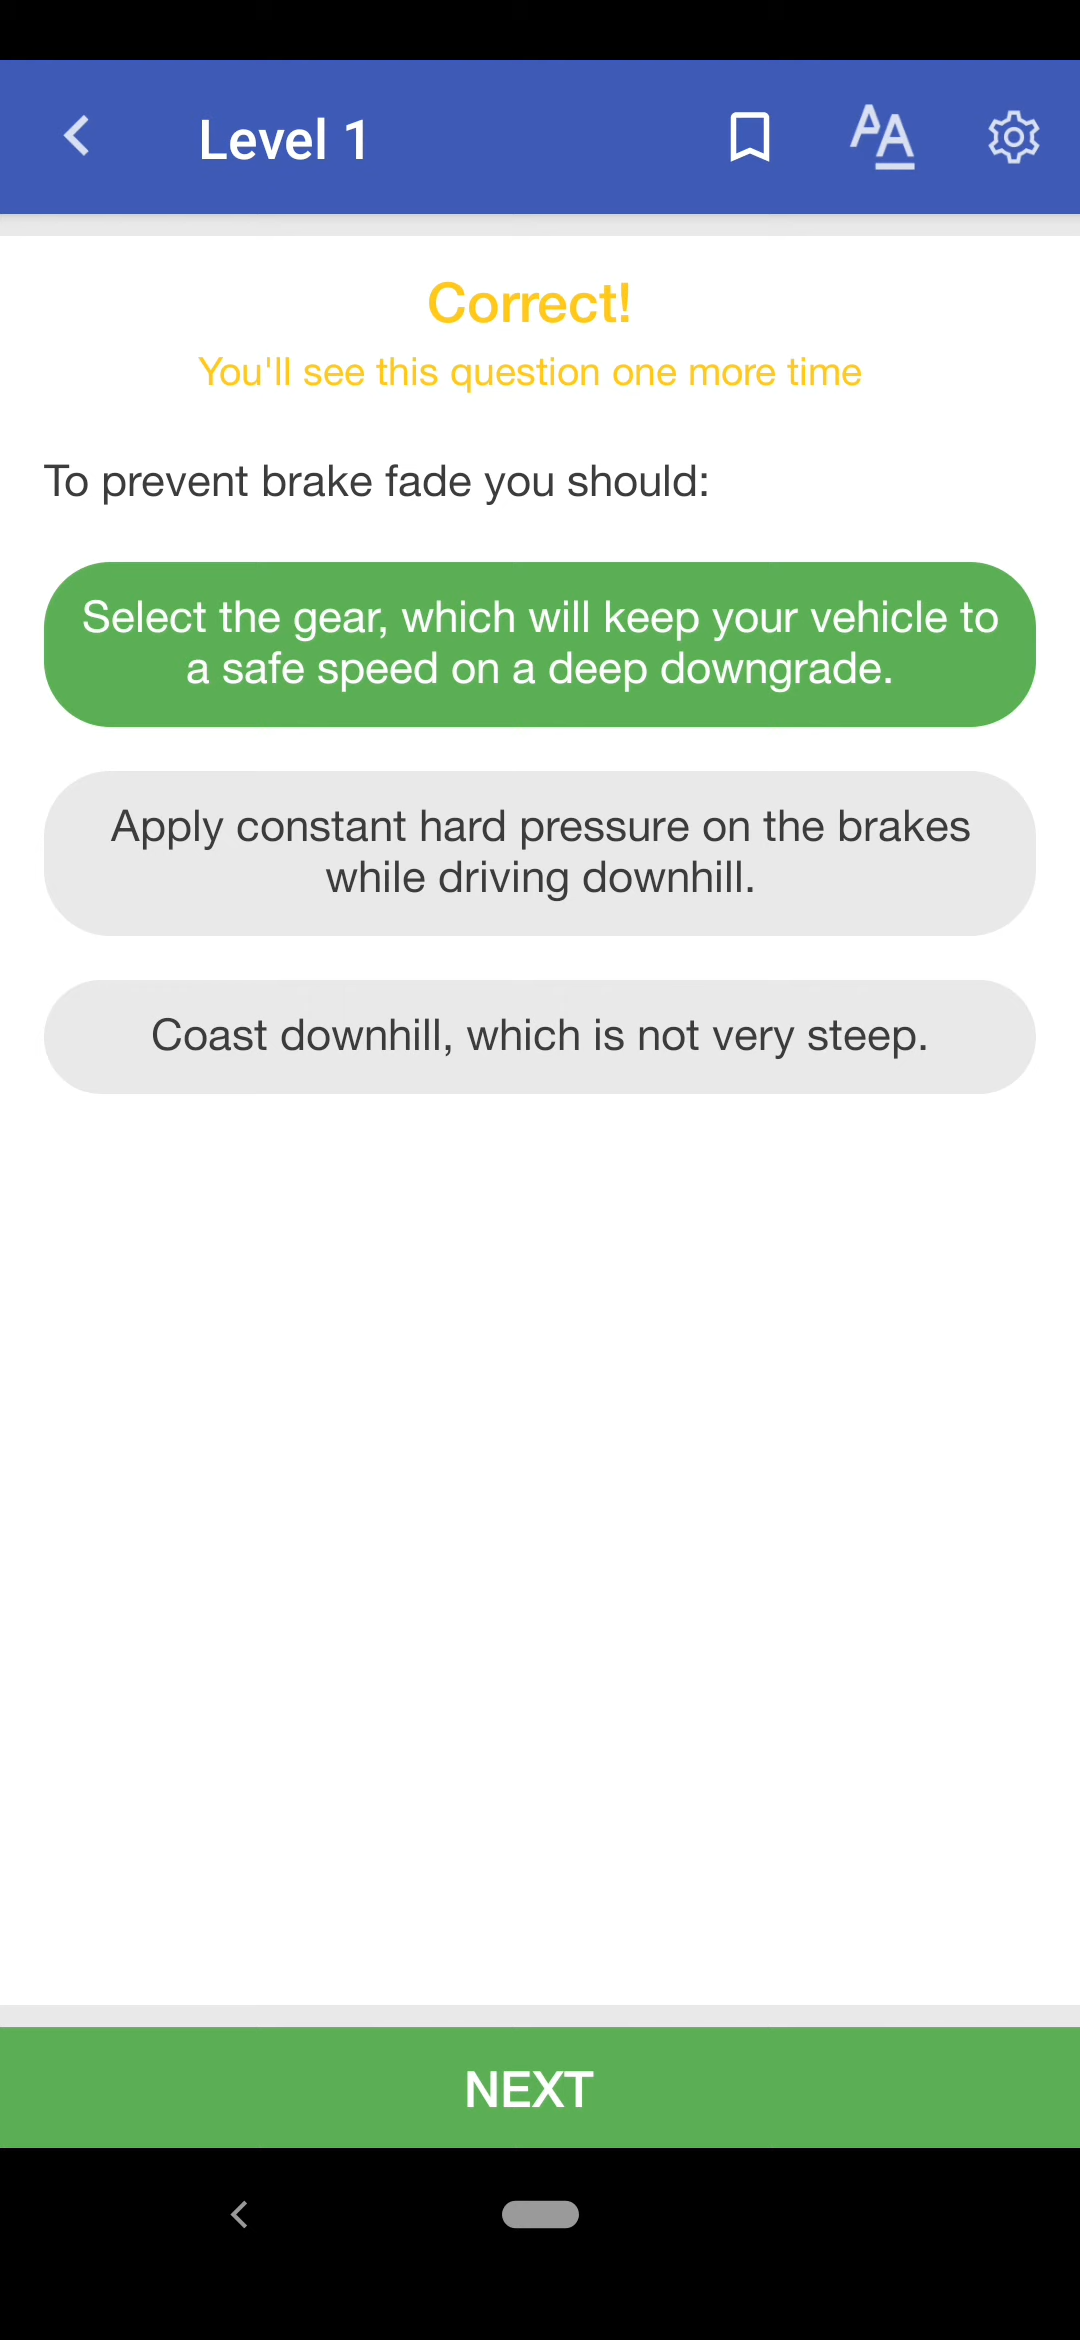 Level 1
AA
Correct!
You'll see this question one more time
To prevent brake fade you should:
Select the gear, which will keep your vehicle to
a safe speed on a deep downgrade.
Apply constant hard pressure on the brakes
while driving downhill.
Coast downhill, which is not very steep.
NEXT